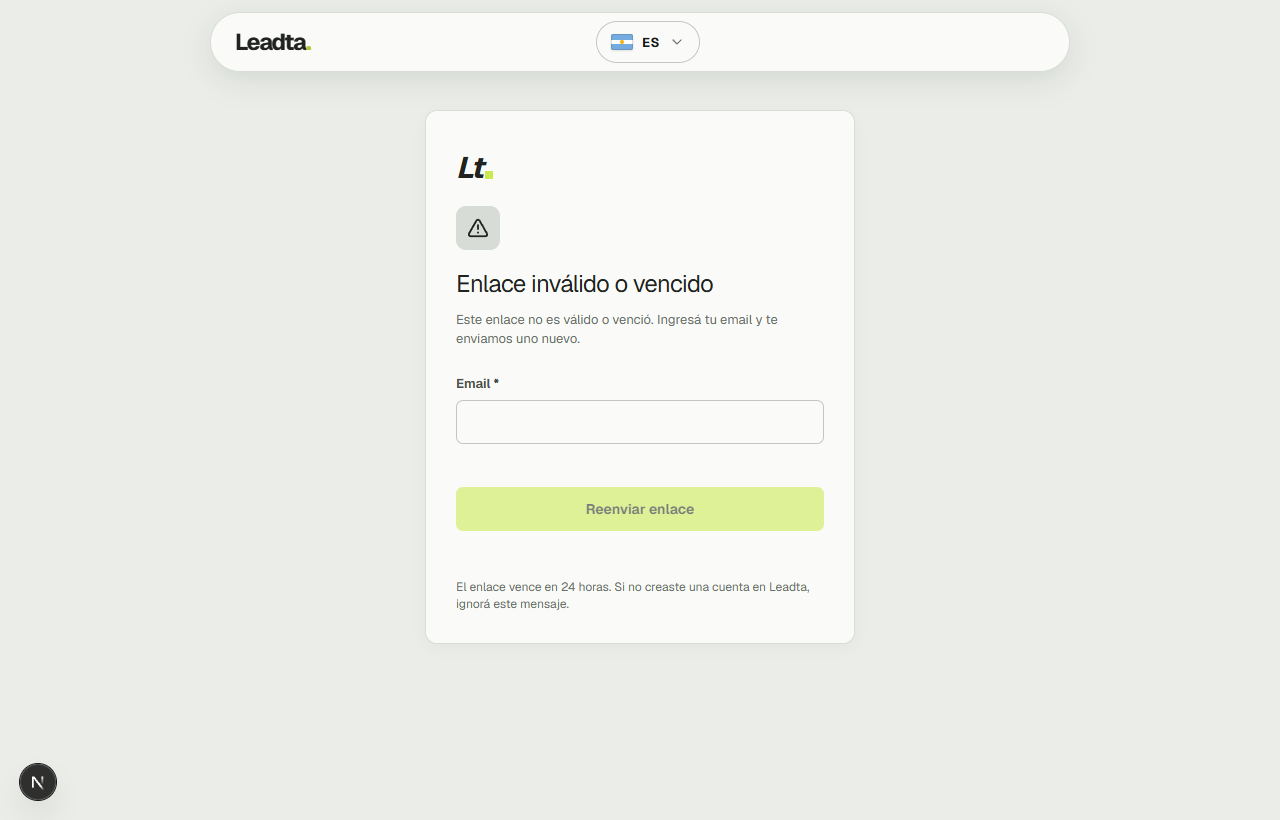 Leadta.
ES
Lt.
Enlace inválido o vencido
Este enlace no es válido o venció. Ingresá tu email y te
enviamos uno nuevo.
Email *
Reenviar enlace
El enlace vence en 24 horas. Si no creaste una cuenta en Leadta,
ignorá este mensaje.
N